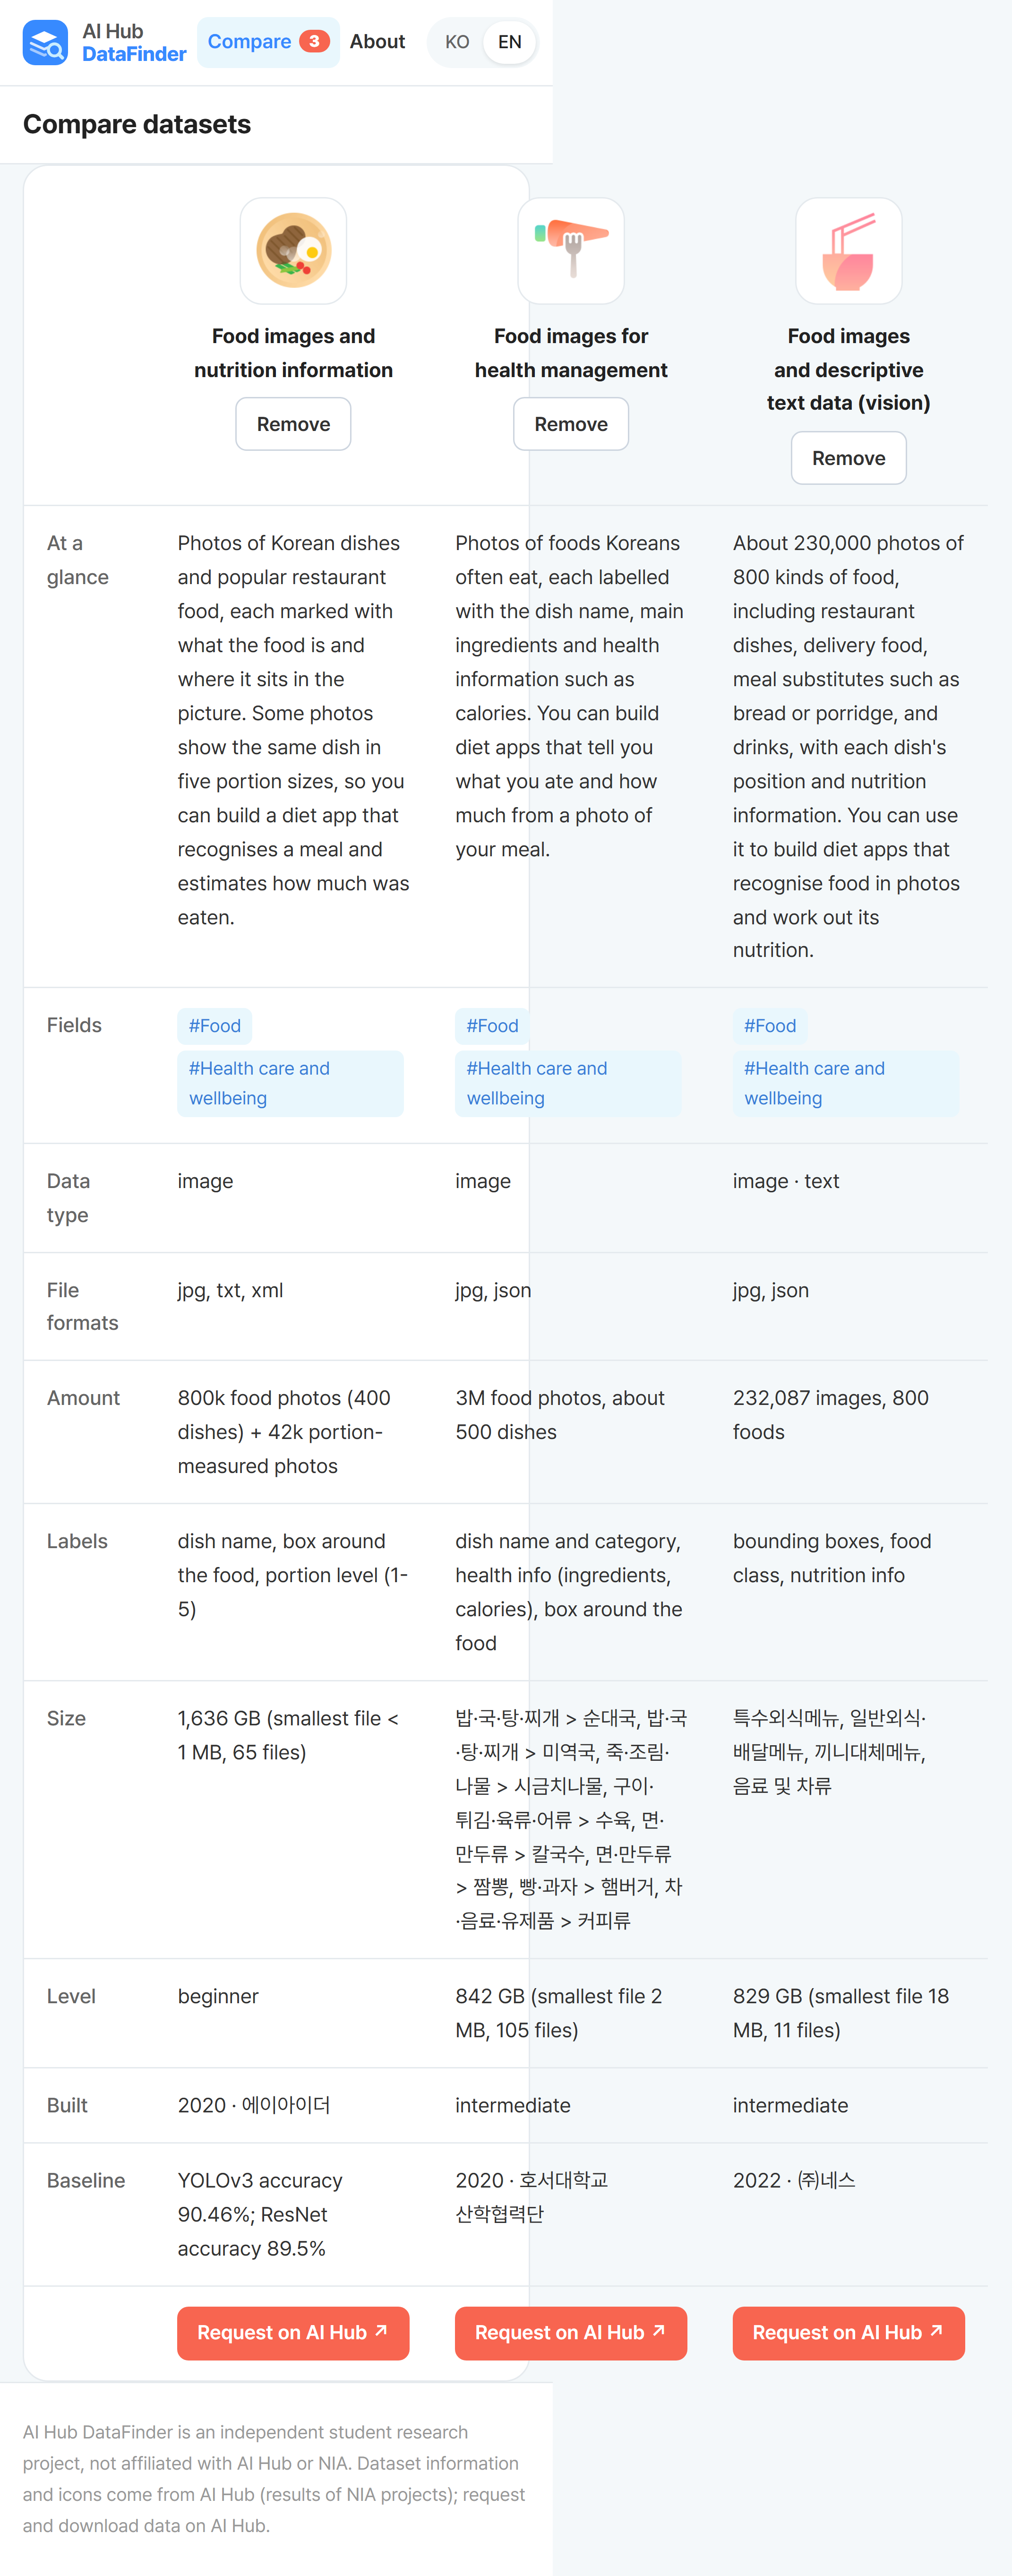 AI Hub
DataFinder
Compare 3
About
KO
EN
Compare datasets
Food images and
nutrition information
Remove
Food images for
health management
Remove
Food images
and descriptive
text data (vision)
Remove
At a
glance
Photos of Korean dishes
and popular restaurant
food, each marked with
what the food is and
where it sits in the
picture. Some photos
show the same dish in
five portion sizes, so you
can build a diet app that
recognises a meal and
estimates how much was
eaten.
Photos of foods Koreans
often eat, each labelled
with the dish name, main
ingredients and health
information such as
calories. You can build
diet apps that tell you
what you ate and how
much from a photo of
your meal.
About 230,000 photos of
800 kinds of food,
including restaurant
dishes, delivery food,
meal substitutes such as
bread or porridge, and
drinks, with each dish's
position and nutrition
information. You can use
it to build diet apps that
recognise food in photos
and work out its
nutrition.
Fields
#Food
#Health care and
wellbeing
#Food
#Health care and
wellbeing
#Food
#Health care and
wellbeing
Data
type
image
image
image · text
File
formats
jpg, txt, xml
jpg, json
jpg, json
Amount
800k food photos (400
dishes) + 42k portion-
measured photos
3M food photos, about
500 dishes
232,087 images, 800
foods
Labels
dish name, box around
the food, portion level (1-
5)
dish name and category,
health info (ingredients,
calories), box around the
food
bounding boxes, food
class, nutrition info
Size
1,636 GB (smallest file <
1 MB, 65 files)
밥·국·탕·찌개 > 순대국, 밥·국
·탕·찌개 > 미역국, 죽·조림·
나물 > 시금치나물, 구이·
튀김·육류·어류 > 수육, 면·
만두류 > 칼국수, 면·만두류
> 짬뽕, 빵·과자 > 햄버거, 차
·음료·유제품 > 커피류
특수외식메뉴, 일반외식·
배달메뉴, 끼니대체메뉴,
음료 및 차류
Level
beginner
842 GB (smallest file 2
MB, 105 files)
829 GB (smallest file 18
MB, 11 files)
Built
2020 · 에이아이더
intermediate
intermediate
Baseline
YOLOv3 accuracy
90.46%; ResNet
accuracy 89.5%
2020 · 호서대학교
산학협력단
2022 · ㈜네스
Request on AI Hub ↗
Request on AI Hub ↗
Request on AI Hub ↗
AI Hub DataFinder is an independent student research
project, not affiliated with AI Hub or NIA. Dataset information
and icons come from AI Hub (results of NIA projects); request
and download data on AI Hub.